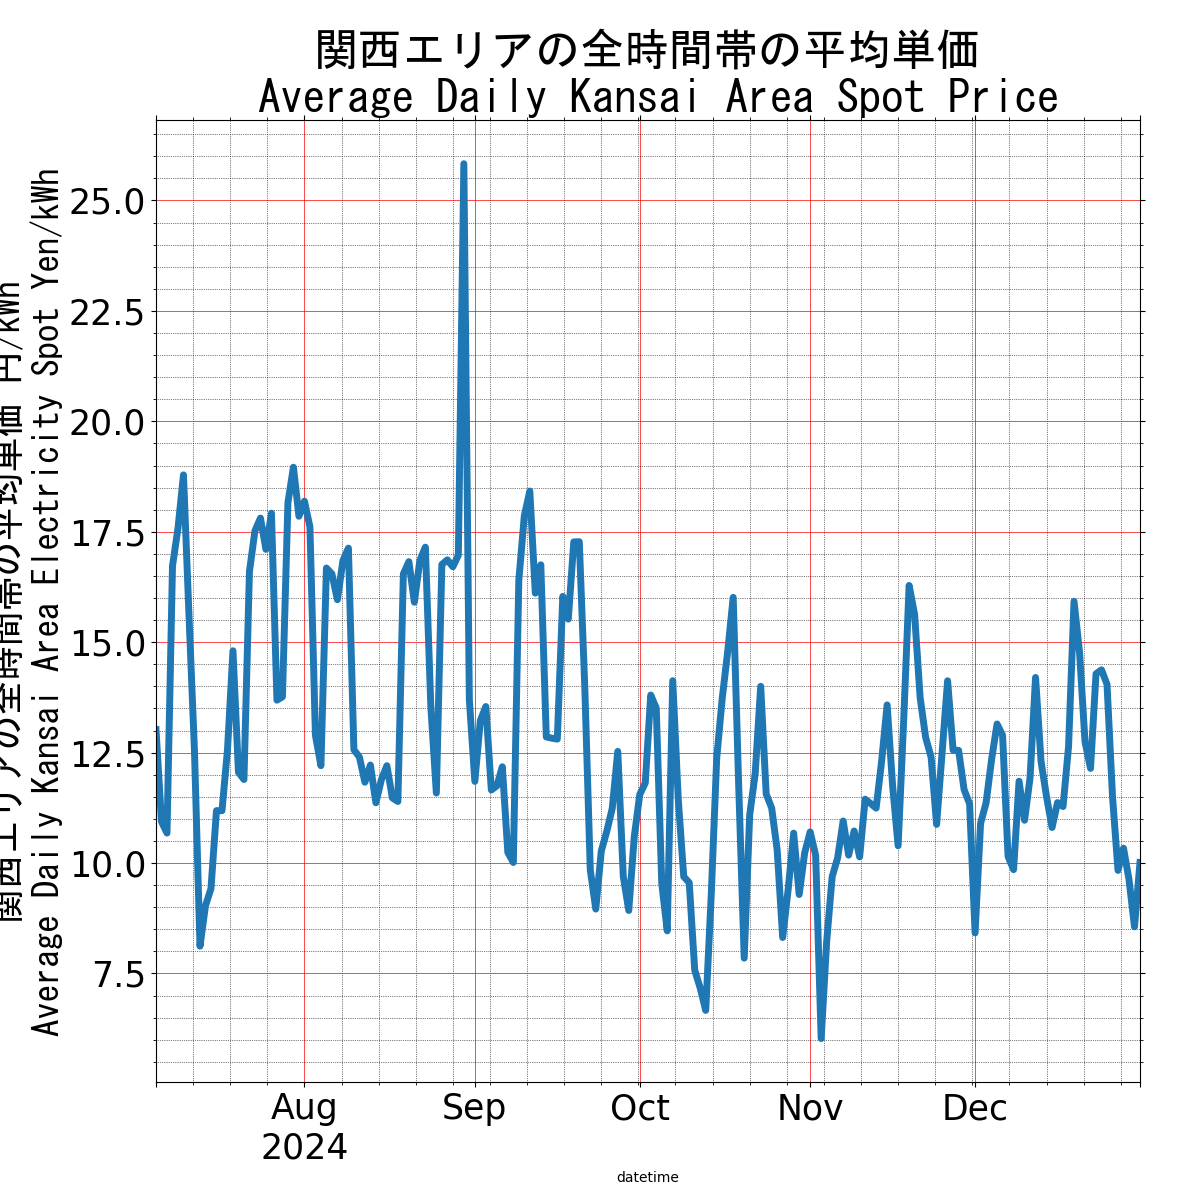 関西エリアの全時間帯の平均単価
Average Daily Kansai Area Spot Price
関西エリアの全時間帯の平均単価 円/kWh
Average Daily Kansai Area Electricity Spot Yen/kWh
25.0
22.5
20.0
17.5
15.0
12.5
10.0
7.5
Aug
2024
Sep
Oct
Nov
Dec
datetime